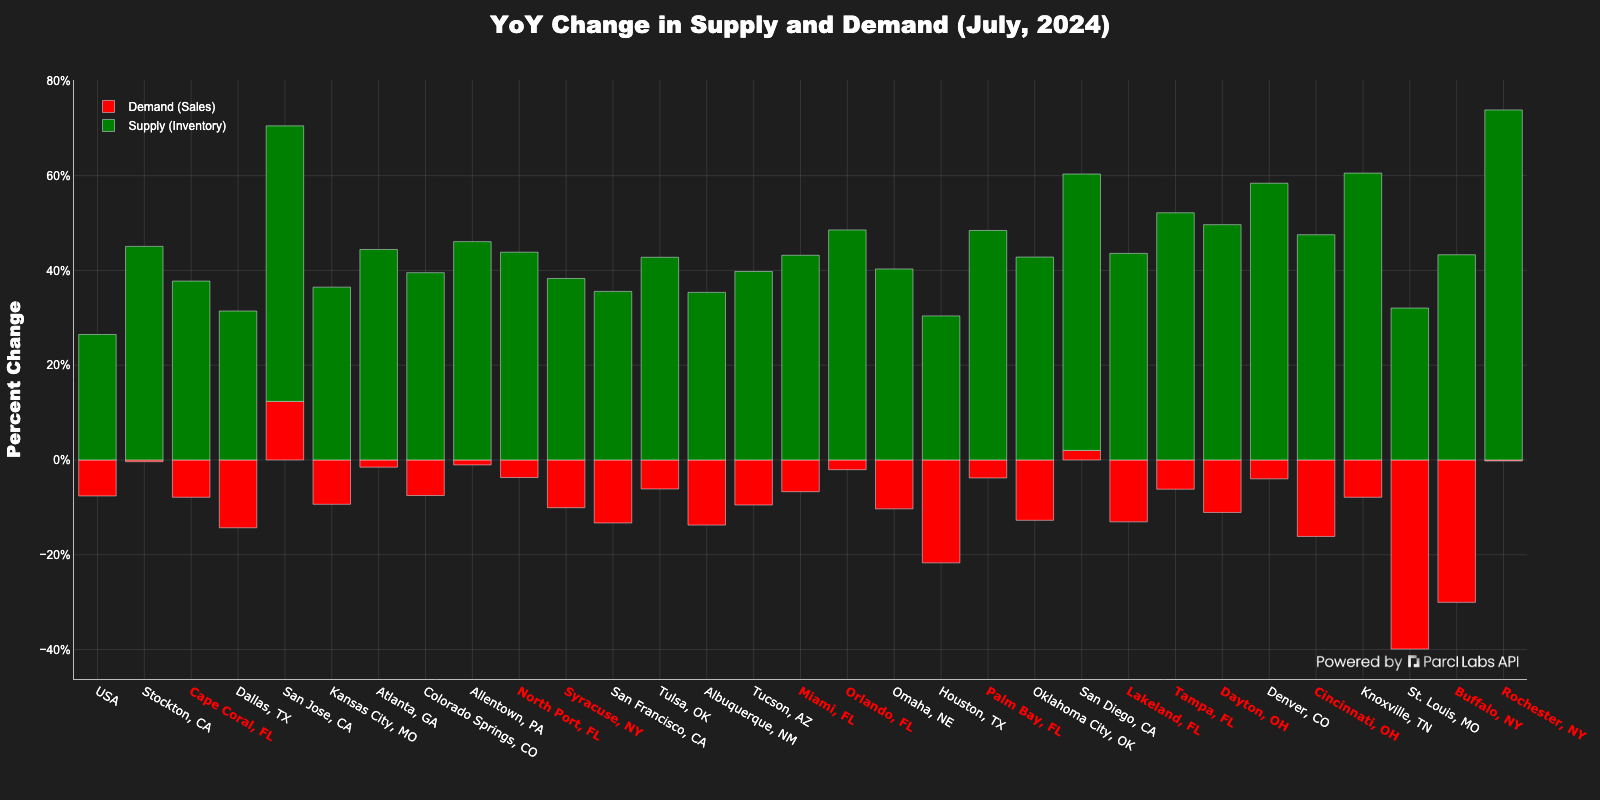 YoY Change in Supply and Demand (July, 2024)
Demand (Sales)
Supply (Inventory)
Percent Change
80%
60%
40%
20%
0%
−20%
−40%
Powered by Parcl Labs API
USA
Stockton, CA
Cape Coral, FL
Dallas, TX
San Jose, CA
Kansas City, MO
Atlanta, GA
Colorado Springs, CO
Allentown, PA
North Port, FL
Syracuse, NY
San Francisco, CA
Tulsa, OK
Albuquerque, NM
Tucson, AZ
Miami, FL
Orlando, FL
Omaha, NE
Houston, TX
Palm Bay, FL
Oklahoma City, OK
San Diego, CA
Lakeland, FL
Tampa, FL
Dayton, OH
Denver, CO
Cincinnati, OH
Knoxville, TN
St. Louis, MO
Buffalo, NY
Rochester, NY